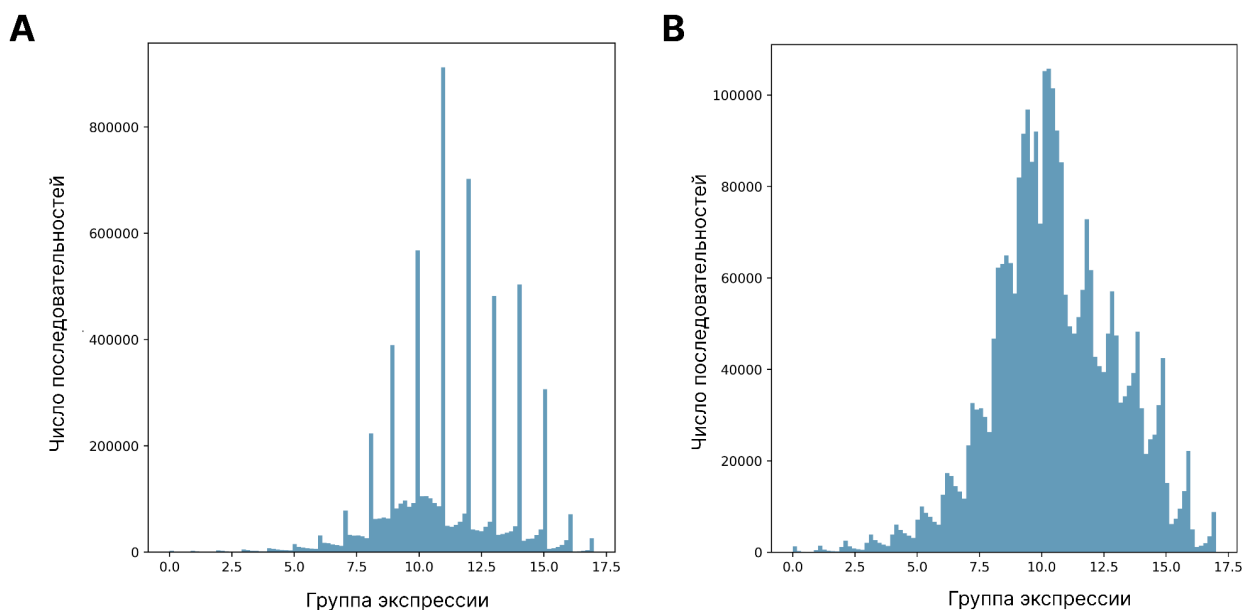 A
B
Число последовательностей
800000
600000
400000
200000
0
0.0 2.5 5.0 7.5 10.0 12.5 15.0 17.5
Группа экспрессии
Число последовательностей
100000
80000
60000
40000
20000
0
0.0 2.5 5.0 7.5 10.0 12.5 15.0 17.5
Группа экспрессии